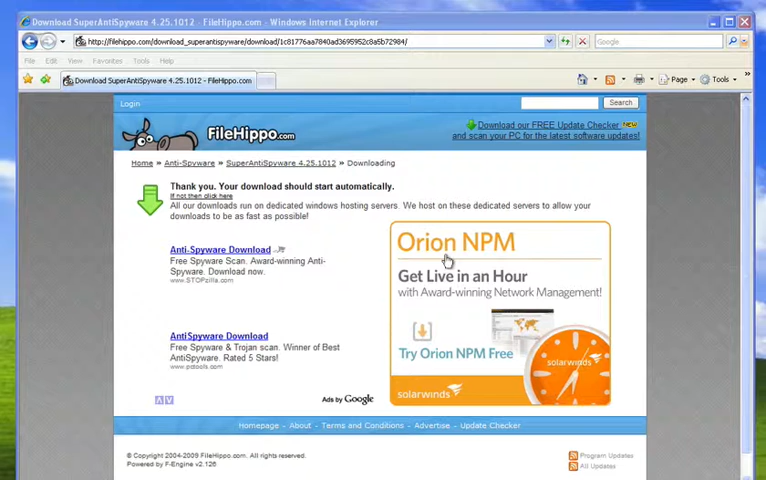 Download SuperAntiSpyware 4.25.1012 - FileHippo.com - Windows Internet Explorer
http://filehippo.com/download_superantispyware/download/1c81776aa7840ad3695952c8a5b72984/
Google
File Edit View Favorites Tools Help
Download SuperAntiSpyware 4.25.1012 - FileHippo.com
Page Tools
Login
Search
FileHippo.com
Download our FREE Update Checker NEW
and scan your PC for the latest software updates!
Home » Anti-Spyware » SuperAntiSpyware 4.25.1012 » Downloading
Thank you. Your download should start automatically.
If not then click here
All our downloads run on dedicated windows hosting servers. We host on these dedicated servers to allow your
downloads to be as fast as possible!
Anti-Spyware Download
Free Spyware Scan. Award-winning Anti-
Spyware. Download now.
www.STOPzilla.com
AntiSpyware Download
Free Spyware & Trojan scan. Winner of Best
AntiSpyware. Rated 5 Stars!
www.pctools.com
Ads by Google
Orion NPM
Get Live in an Hour
with Award-winning Network Management!
Try Orion NPM Free
solarwinds
solarwinds
Homepage - About - Terms and Conditions - Advertise - Update Checker
© Copyright 2004-2009 FileHippo.com. All rights reserved.
Powered by F-Engine v2.126
Program Updates
All Updates